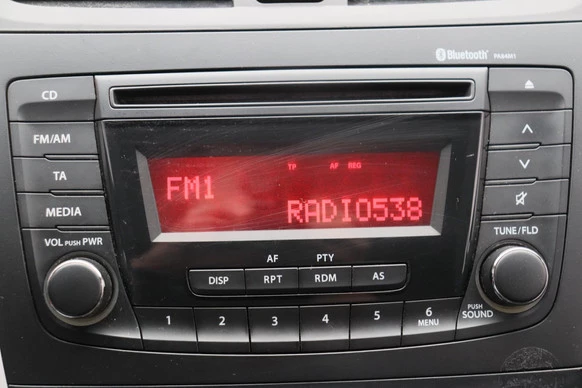 Bluetooth PA84M1
CD
FM/AM
TA
MEDIA
VOL PUSH PWR
TP AF REG
FM1
RADIO538
AF PTY
DISP RPT RDM AS
TUNE/FLD
PUSH SOUND
1 2 3 4 5 6 MENU